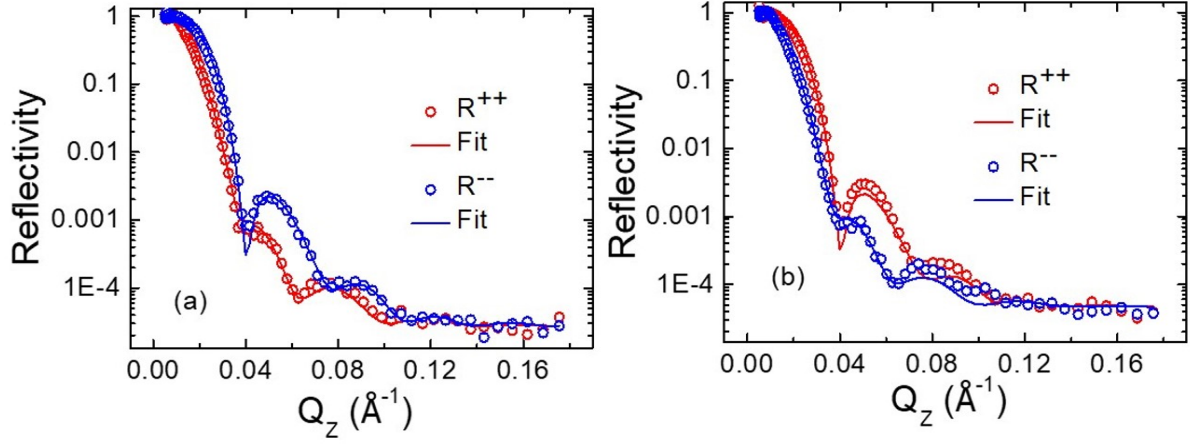 1
0.1
0.01
0.001
1E-4
Reflectivity
R++
Fit
R--
Fit
(a)
0.00 0.04 0.08 0.12 0.16
QZ (Å-1)
1
0.1
0.01
0.001
1E-4
Reflectivity
R++
Fit
R--
Fit
(b)
0.00 0.04 0.08 0.12 0.16
QZ (Å-1)